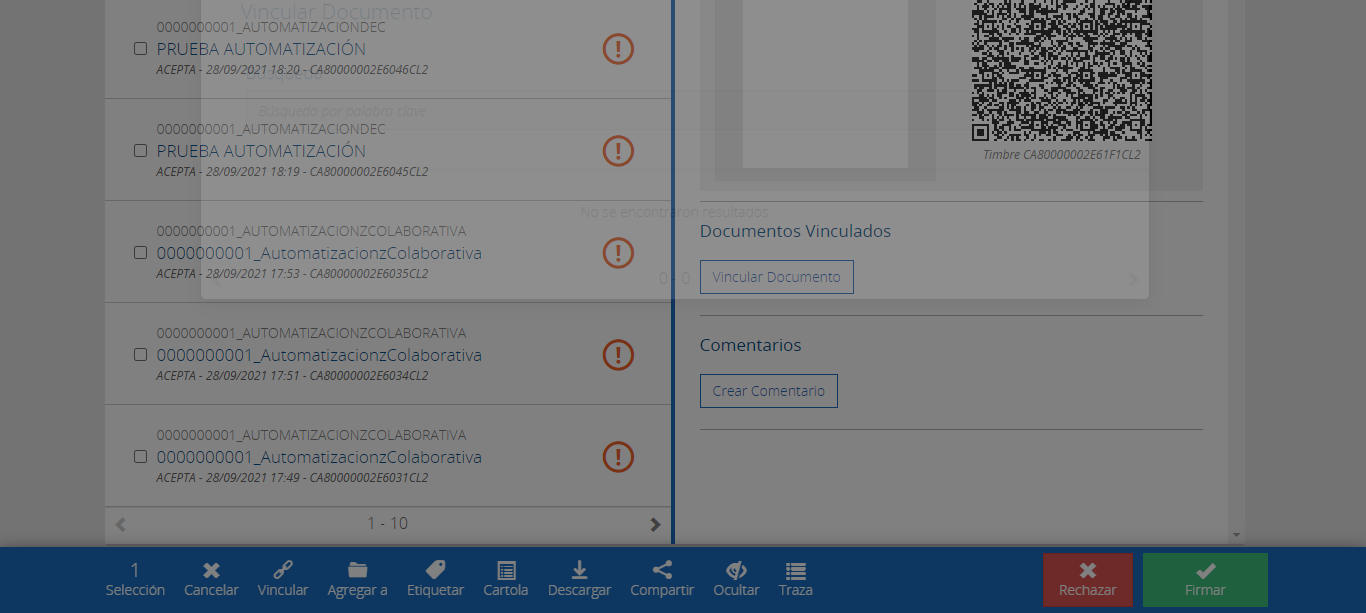 Vincular Documento
0000000001_AUTOMATIZACIONDEC
PRUEBA AUTOMATIZACIÓN
ACEPTA - 28/09/2021 18:20 - CA80000002E6046CL2
Búsqueda
Búsqueda por palabra clave
0000000001_AUTOMATIZACIONDEC
PRUEBA AUTOMATIZACIÓN
ACEPTA - 28/09/2021 18:19 - CA80000002E6045CL2
No se encontraron resultados
0000000001_AUTOMATIZACIONZCOLABORATIVA
0000000001_AutomatizacionzColaborativa
ACEPTA - 28/09/2021 17:53 - CA80000002E6035CL2
0 - 0
0000000001_AUTOMATIZACIONZCOLABORATIVA
0000000001_AutomatizacionzColaborativa
ACEPTA - 28/09/2021 17:51 - CA80000002E6034CL2
0000000001_AUTOMATIZACIONZCOLABORATIVA
0000000001_AutomatizacionzColaborativa
ACEPTA - 28/09/2021 17:49 - CA80000002E6031CL2
1 - 10
Timbre CA80000002E61F1CL2
Documentos Vinculados
Vincular Documento
Comentarios
Crear Comentario
1
Selección
Cancelar
Vincular
Agregar a
Etiquetar
Cartola
Descargar
Compartir
Ocultar
Traza
Rechazar
Firmar